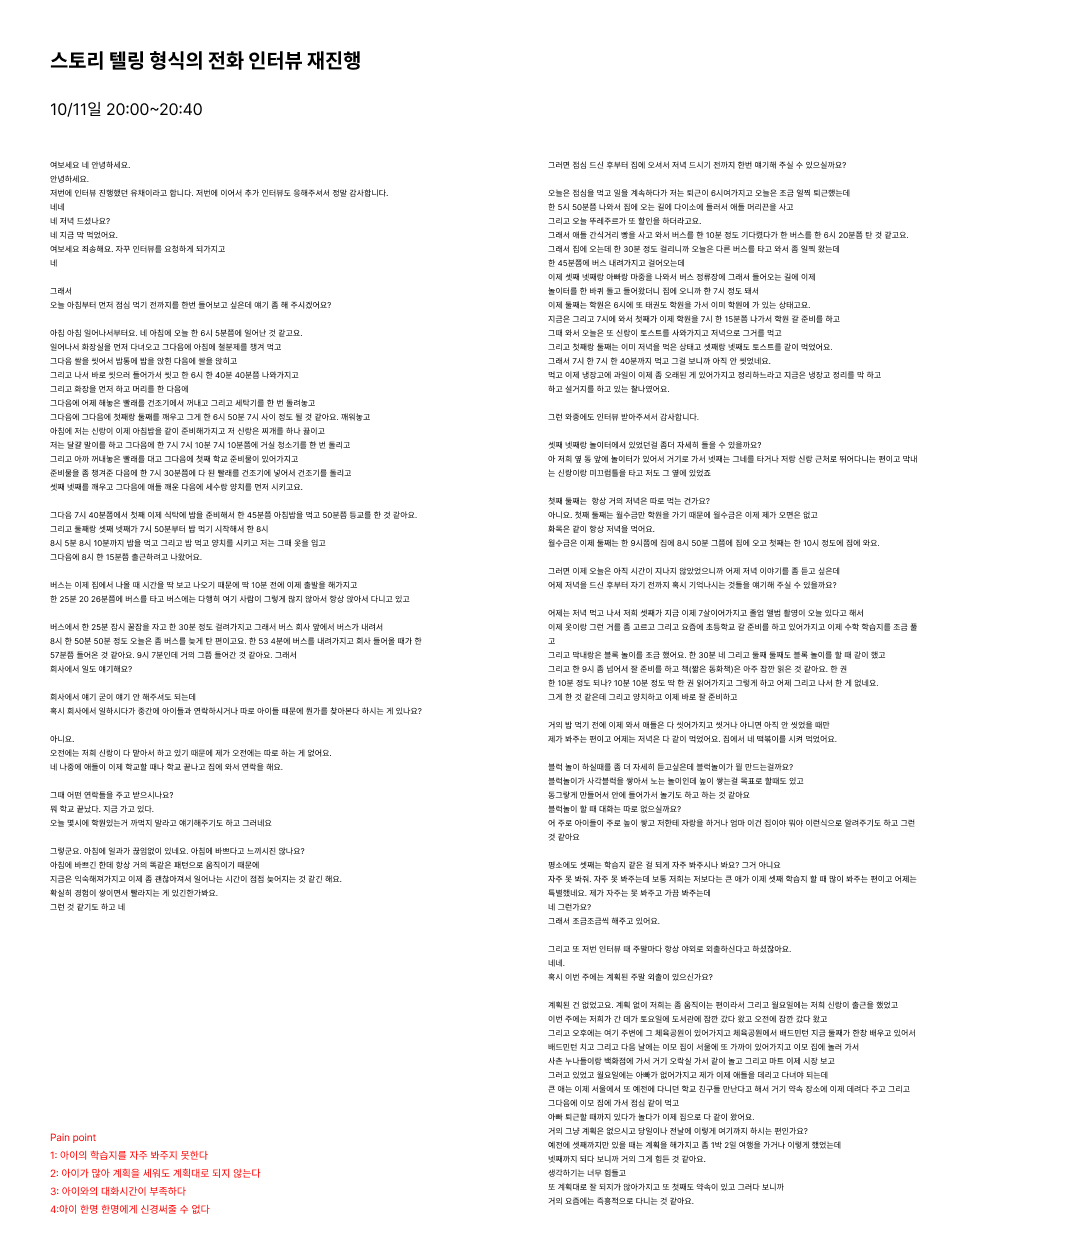 스토리 텔링 형식의 전화 인터뷰 재진행
10/11일 20:00~20:40
여보세요 네 안녕하세요.
안녕하세요.
저번에 인터뷰 진행했던 유채이라고 합니다. 저번에 이어서 추가 인터뷰도 응해주셔서 정말 감사합니다.
네네
네 저녁 드셨나요?
네 지금 막 먹었어요.
여보세요 죄송해요. 자꾸 인터뷰를 요청하게 되가지고
네
그래서
오늘 아침부터 먼저 점심 먹기 전까지를 한번 들어보고 싶은데 얘기 좀 해 주시겠어요?
아침 아침 일어나서부터요. 네 아침에 오늘 한 6시 5분쯤에 일어난 것 같고요.
일어나서 화장실을 먼저 다녀오고 그다음에 아침에 철분제를 챙겨 먹고
그다음 쌀을 씻어서 밥통에 밥을 앉힌 다음에 쌀을 앉히고
그리고 나서 바로 씻으러 들어가서 씻고 한 6시 한 40분 40분쯤 나와가지고
그리고 화장을 먼저 하고 머리를 한 다음에
그다음에 어제 해놓은 빨래를 건조기에서 꺼내고 그리고 세탁기를 한 번 돌려놓고
그다음에 그다음에 첫째랑 둘째를 깨우고 그게 한 6시 50분 7시 사이 정도 될 것 같아요. 깨워놓고
아침에 저는 신랑이 이제 아침밥을 같이 준비해가지고 저 신랑은 찌개를 하나 끓이고
저는 달걀 말이를 하고 그다음에 한 7시 7시 10분 7시 10분쯤에 거실 청소기를 한 번 돌리고
그리고 아까 꺼내놓은 빨래를 대고 그다음에 첫째 학교 준비물이 있어가지고
준비물을 좀 챙겨준 다음에 한 7시 30분쯤에 다 된 빨래를 건조기에 넣어서 건조기를 돌리고
셋째 넷째를 깨우고 그다음에 애들 깨운 다음에 세수랑 양치를 먼저 시키고요.
그다음 7시 40분쯤에서 첫째 이제 식탁에 밥을 준비해서 한 45분쯤 아침밥을 먹고 50분쯤 등교를 한 것 같아요.
그리고 둘째랑 셋째 넷째가 7시 50분부터 밥 먹기 시작해서 한 8시
8시 5분 8시 10분까지 밥을 먹고 그리고 밥 먹고 양치를 시키고 저는 그때 옷을 입고
그다음에 8시 한 15분쯤 출근하려고 나왔어요.
버스는 이제 집에서 나올 때 시간을 딱 보고 나오기 때문에 딱 10분 전에 이제 출발을 해가지고
한 25분 20 26분쯤에 버스를 타고 버스에는 다행히 여기 사람이 그렇게 많지 않아서 항상 앉아서 다니고 있고
버스에서 한 25분 잠시 꿀잠을 자고 한 30분 정도 걸려가지고 그래서 버스 회사 앞에서 버스가 내려서
8시 한 50분 50분 정도 오늘은 좀 버스를 늦게 탄 편이고요. 한 53 4분에 버스를 내려가지고 회사 들어올 때가 한
57분쯤 들어온 것 같아요. 9시 7분인데 거의 그쯤 들어간 것 같아요. 그래서
회사에서 일도 얘기해요?
회사에서 얘기 굳이 얘기 안 해주셔도 되는데
혹시 회사에서 일하시다가 중간에 아이들과 연락하시거나 따로 아이들 때문에 뭔가를 찾아본다 하시는 게 있나요?
아니요.
오전에는 저희 신랑이 다 맡아서 하고 있기 때문에 제가 오전에는 따로 하는 게 없어요.
네 나중에 애들이 이제 학교할 때나 학교 끝나고 집에 와서 연락을 해요.
그때 어떤 연락들을 주고 받으시나요?
뭐 학교 끝났다. 지금 가고 있다.
오늘 몇시에 학원있는거 까먹지 말라고 얘기해주기도 하고 그러네요
그렇군요. 아침에 일과가 끊임없이 있네요. 아침에 바쁘다고 느끼시진 않나요?
아침에 바쁘긴 한데 항상 거의 똑같은 패턴으로 움직이기 때문에
지금은 익숙해져가지고 이제 좀 괜찮아져서 일어나는 시간이 점점 늦어지는 것 같긴 해요.
확실히 경험이 쌓이면서 빨라지는 게 있긴한가봐요.
그런 것 같기도 하고 네
Pain point
1: 아이의 학습지를 자주 봐주지 못한다
2: 아이가 많아 계획을 세워도 계획대로 되지 않는다
3: 아이와의 대화시간이 부족하다
4:아이 한명 한명에게 신경써줄 수 없다
그러면 점심 드신 후부터 집에 오셔서 저녁 드시기 전까지 한번 얘기해 주실 수 있으실까요?
오늘은 점심을 먹고 일을 계속하다가 저는 퇴근이 6시여가지고 오늘은 조금 일찍 퇴근했는데
한 5시 50분쯤 나와서 집에 오는 길에 다이소에 들러서 애들 머리끈을 사고
그리고 오늘 뚜레주르가 또 할인을 하더라고요.
그래서 애들 간식거리 빵을 사고 와서 버스를 한 10분 정도 기다렸다가 한 버스를 한 6시 20분쯤 탄 것 같고요.
그래서 집에 오는데 한 30분 정도 걸리니까 오늘은 다른 버스를 타고 와서 좀 일찍 왔는데
한 45분쯤에 버스 내려가지고 걸어오는데
이제 셋째 넷째랑 아빠랑 마중을 나와서 버스 정류장에 그래서 들어오는 길에 이제
놀이터를 한 바퀴 돌고 들어왔더니 집에 오니까 한 7시 정도 돼서
이제 둘째는 학원은 6시에 또 태권도 학원을 가서 이미 학원에 가 있는 상태고요.
지금은 그리고 7시에 와서 첫째가 이제 학원을 7시 한 15분쯤 나가서 학원 갈 준비를 하고
그때 와서 오늘은 또 신랑이 토스트를 사와가지고 저녁으로 그거를 먹고
그리고 첫째랑 둘째는 이미 저녁을 먹은 상태고 셋째랑 넷째도 토스트를 같이 먹었어요.
그래서 7시 한 7시 한 40분까지 먹고 그걸 보니까 아직 안 씻었네요.
먹고 이제 냉장고에 과일이 이제 좀 오래된 게 있어가지고 정리하느라고 지금은 냉장고 정리를 막 하고
하고 설거지를 하고 있는 찰나였어요.
그런 와중에도 인터뷰 받아주셔서 감사합니다.
셋째 넷째랑 놀이터에서 있었던걸 좀더 자세히 들을 수 있을까요?
아 저희 옆 동 앞에 놀이터가 있어서 거기로 가서 넷째는 그네를 타거나 저랑 신랑 근처로 뛰어다니는 편이고 막내
는 신랑이랑 미끄럼틀을 타고 저도 그 옆에 있었죠
첫째 둘째는 항상 거의 저녁은 따로 먹는 건가요?
아니요. 첫째 둘째는 월수금만 학원을 가기 때문에 월수금은 이제 제가 오면은 없고
화목은 같이 항상 저녁을 먹어요.
월수금은 이제 둘째는 한 9시쯤에 집에 8시 50분 그쯤에 집에 오고 첫째는 한 10시 정도에 집에 와요.
그러면 이제 오늘은 아직 시간이 지나지 않았었으니까 어제 저녁 이야기를 좀 듣고 싶은데
어제 저녁을 드신 후부터 자기 전까지 혹시 기억나시는 것들을 얘기해 주실 수 있을까요?
어제는 저녁 먹고 나서 저희 셋째가 지금 이제 7살이어가지고 졸업 앨범 촬영이 오늘 있다고 해서
이제 옷이랑 그런 거를 좀 고르고 그리고 요즘에 초등학교 갈 준비를 하고 있어가지고 이제 수학 학습지를 조금 풀
고
그리고 막내랑은 블록 놀이를 조금 했어요. 한 30분 네 그리고 둘째 둘째도 블록 놀이를 할 때 같이 했고
그리고 한 9시 좀 넘어서 잘 준비를 하고 책(짧은 동화책)은 아주 잠깐 읽은 것 같아요. 한 권
한 10분 정도 되나? 10분 10분 정도 딱 한 권 읽어가지고 그렇게 하고 어제 그리고 나서 한 게 없네요.
그게 한 것 같은데 그리고 양치하고 이제 바로 잘 준비하고
거의 밥 먹기 전에 이제 와서 애들은 다 씻어가지고 씻거나 아니면 아직 안 씻었을 때만
제가 봐주는 편이고 어제는 저녁은 다 같이 먹었어요. 집에서 네 떡볶이를 시켜 먹었어요.
블럭 놀이 하실때를 좀 더 자세히 듣고싶은데 블럭놀이가 뭘 만드는걸까요?
블럭놀이가 사각블럭을 쌓아서 노는 놀이인데 높이 쌓는걸 목표로 할때도 있고
동그랗게 만들어서 안에 들어가서 놀기도 하고 하는 것 같아요
블럭놀이 할 때 대화는 따로 없으실까요?
어 주로 아이들이 주로 높이 쌓고 저한테 자랑을 하거나 엄마 이건 집이야 뭐야 이런식으로 알려주기도 하고 그런
것 같아요
평소에도 셋째는 학습지 같은 걸 되게 자주 봐주시나 봐요? 그거 아니요
자주 못 봐줘. 자주 못 봐주는데 보통 저희는 저보다는 큰 애가 이제 셋째 학습지 할 때 많이 봐주는 편이고 어제는
특별했네요. 제가 자주는 못 봐주고 가끔 봐주는데
네 그런가요?
그래서 조금조금씩 해주고 있어요.
그리고 또 저번 인터뷰 때 주말마다 항상 야외로 외출하신다고 하셨잖아요.
네네.
혹시 이번 주에는 계획된 주말 외출이 있으신가요?
계획된 건 없었고요. 계획 없이 저희는 좀 움직이는 편이라서 그리고 월요일에는 저희 신랑이 출근을 했었고
이번 주에는 저희가 간 데가 토요일에 도서관에 잠깐 갔다 왔고 오전에 잠깐 갔다 왔고
그리고 오후에는 여기 주변에 그 체육공원이 있어가지고 체육공원에서 배드민턴 지금 둘째가 한창 배우고 있어서
배드민턴 치고 그리고 다음 날에는 이모 집이 서울에 또 가까이 있어가지고 이모 집에 놀러 가서
사촌 누나들이랑 백화점에 가서 거기 오락실 가서 같이 놀고 그리고 마트 이제 시장 보고
그러고 있었고 월요일에는 아빠가 없어가지고 제가 이제 애들을 데리고 다녀야 되는데
큰 애는 이제 서울에서 또 예전에 다니던 학교 친구들 만난다고 해서 거기 약속 장소에 이제 데려다 주고 그리고
그다음에 이모 집에 가서 점심 같이 먹고
아빠 퇴근할 때까지 있다가 놀다가 이제 집으로 다 같이 왔어요.
거의 그냥 계획은 없으시고 당일이나 전날에 이렇게 여기까지 하시는 편인가요?
예전에 셋째까지만 있을 때는 계획을 해가지고 좀 1박 2일 여행을 가거나 이렇게 했었는데
넷째까지 되다 보니까 거의 그게 힘든 것 같아요.
생각하기는 너무 힘들고
또 계획대로 잘 되지가 않아가지고 또 첫째도 약속이 있고 그러다 보니까
거의 요즘에는 즉흥적으로 다니는 것 같아요.